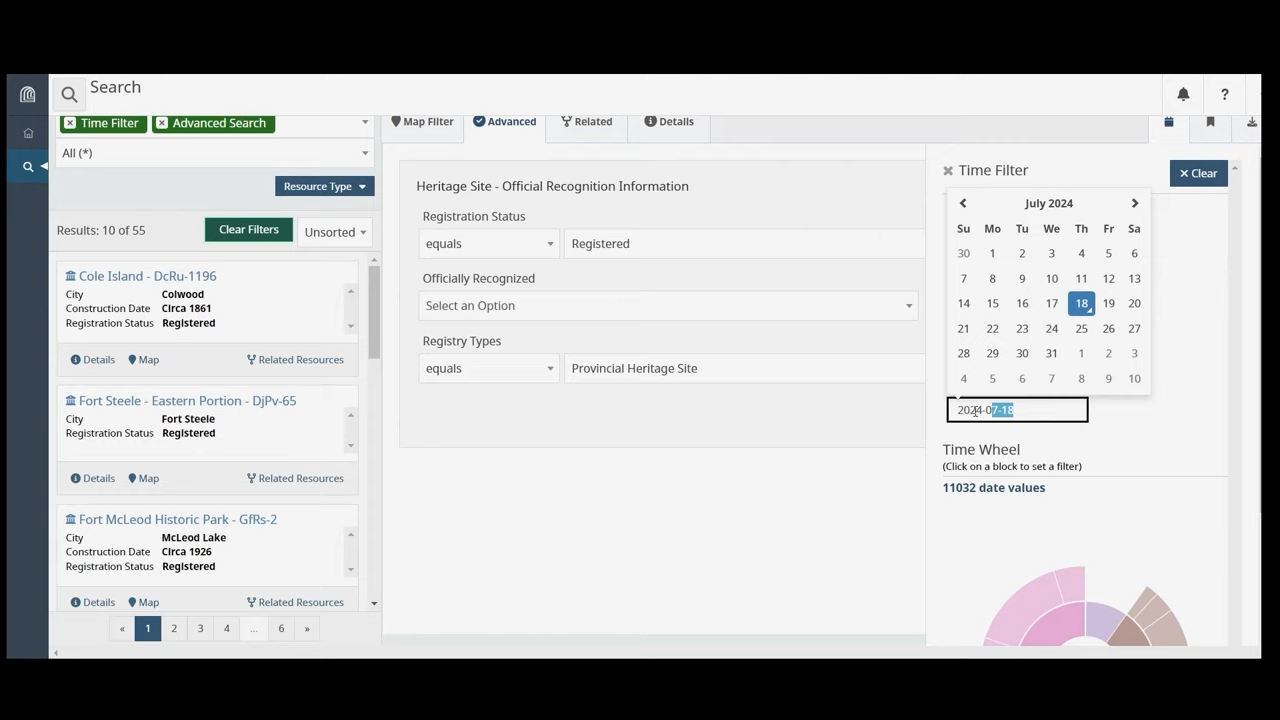 Search
Time Filter
Advanced Search
All (*)
Resource Type
Results: 10 of 55
Clear Filters
Unsorted
Cole Island - DcRu-1196
City Colwood
Construction Date Circa 1861
Registration Status Registered
Details Map Related Resources
Fort Steele - Eastern Portion - DjPv-65
City Fort Steele
Registration Status Registered
Details Map Related Resources
Fort McLeod Historic Park - GfRs-2
City McLeod Lake
Construction Date Circa 1926
Registration Status Registered
Details Map Related Resources
« 1 2 3 4 ... 6 »
Map Filter Advanced Related Details
Heritage Site - Official Recognition Information
Registration Status
equals Registered
Officially Recognized
Select an Option
Registry Types
equals Provincial Heritage Site
Time Filter
Clear
July 2024
Su Mo Tu We Th Fr Sa
30 1 2 3 4 5 6
7 8 9 10 11 12 13
14 15 16 17 18 19 20
21 22 23 24 25 26 27
28 29 30 31 1 2 3
4 5 6 7 8 9 10
2024-07-18
Time Wheel
(Click on a block to set a filter)
11032 date values